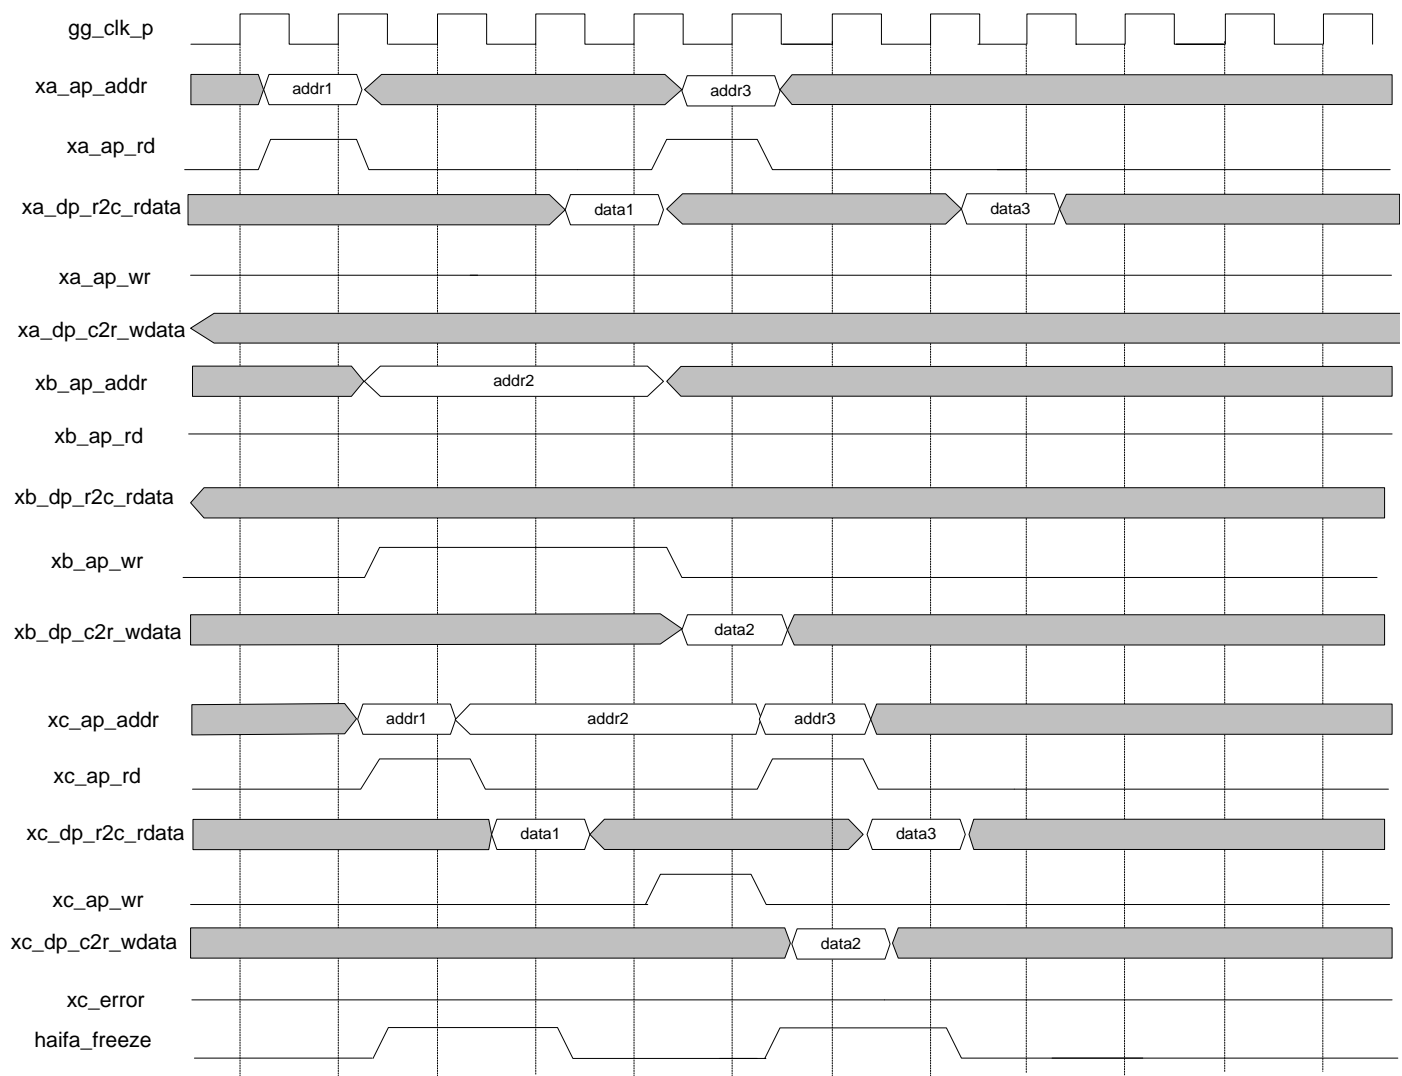 gg_clk_p
xa_ap_addr addr1 addr3
xa_ap_rd
xa_dp_r2c_rdata data1 data3
xa_ap_wr
xa_dp_c2r_wdata
xb_ap_addr addr2
xb_ap_rd
xb_dp_r2c_rdata
xb_ap_wr
xb_dp_c2r_wdata data2
xc_ap_addr addr1 addr2 addr3
xc_ap_rd
xc_dp_r2c_rdata data1 data3
xc_ap_wr
xc_dp_c2r_wdata data2
xc_error
haifa_freeze